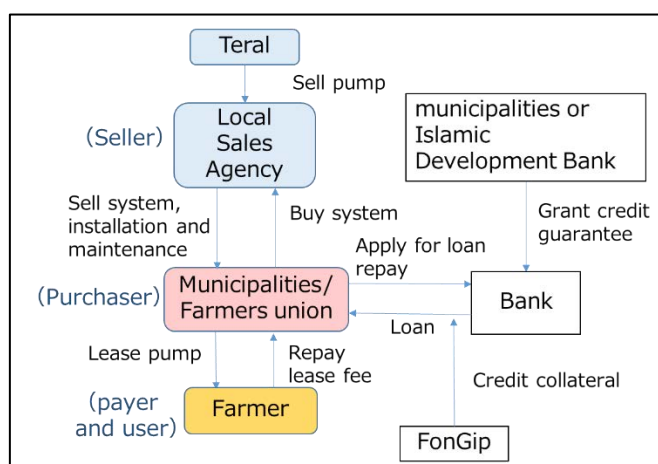 Teral
Sell pump
(Seller)
Local
Sales
Agency
municipalities or
Islamic
Development Bank
Sell system,
installation and
maintenance
Buy system
Grant credit
guarantee
Apply for loan
repay
(Purchaser)
Municipalities/
Farmers union
Bank
Loan
Lease pump
Repay
lease fee
Credit collateral
(payer
and user)
Farmer
FonGip